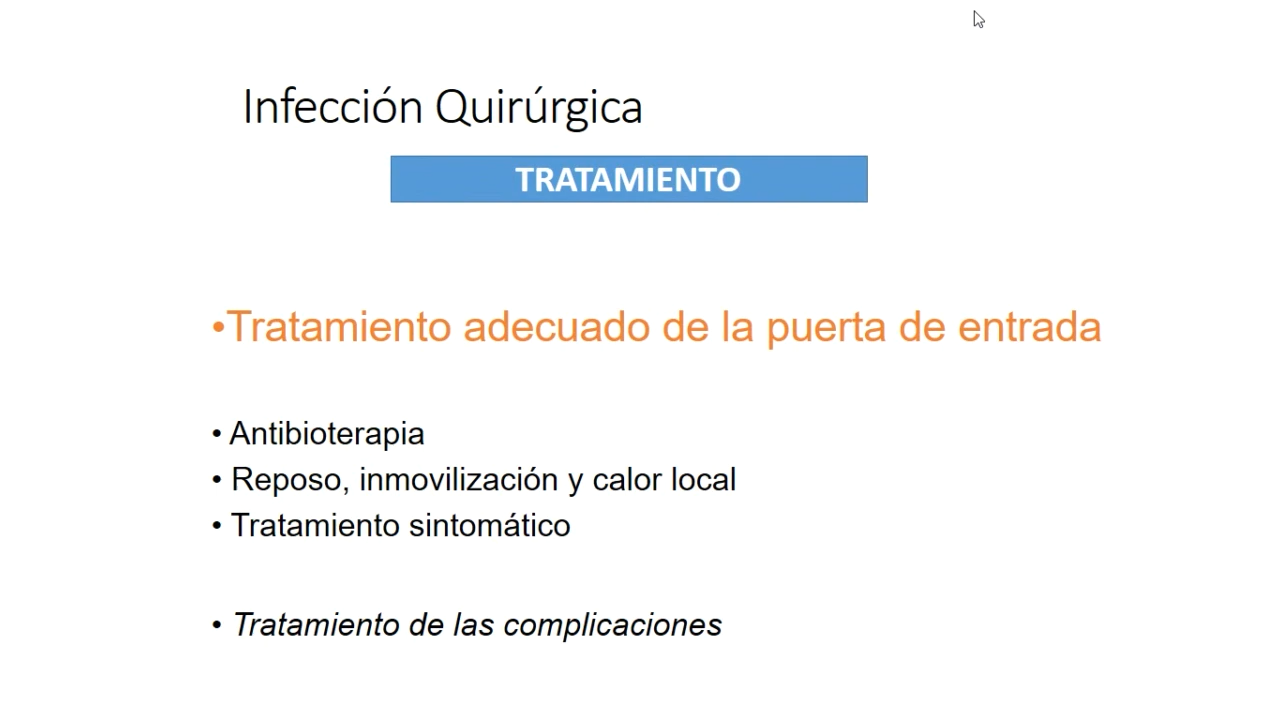 Infección Quirúrgica
TRATAMIENTO
•Tratamiento adecuado de la puerta de entrada
• Antibioterapia
• Reposo, inmovilización y calor local
• Tratamiento sintomático
• Tratamiento de las complicaciones